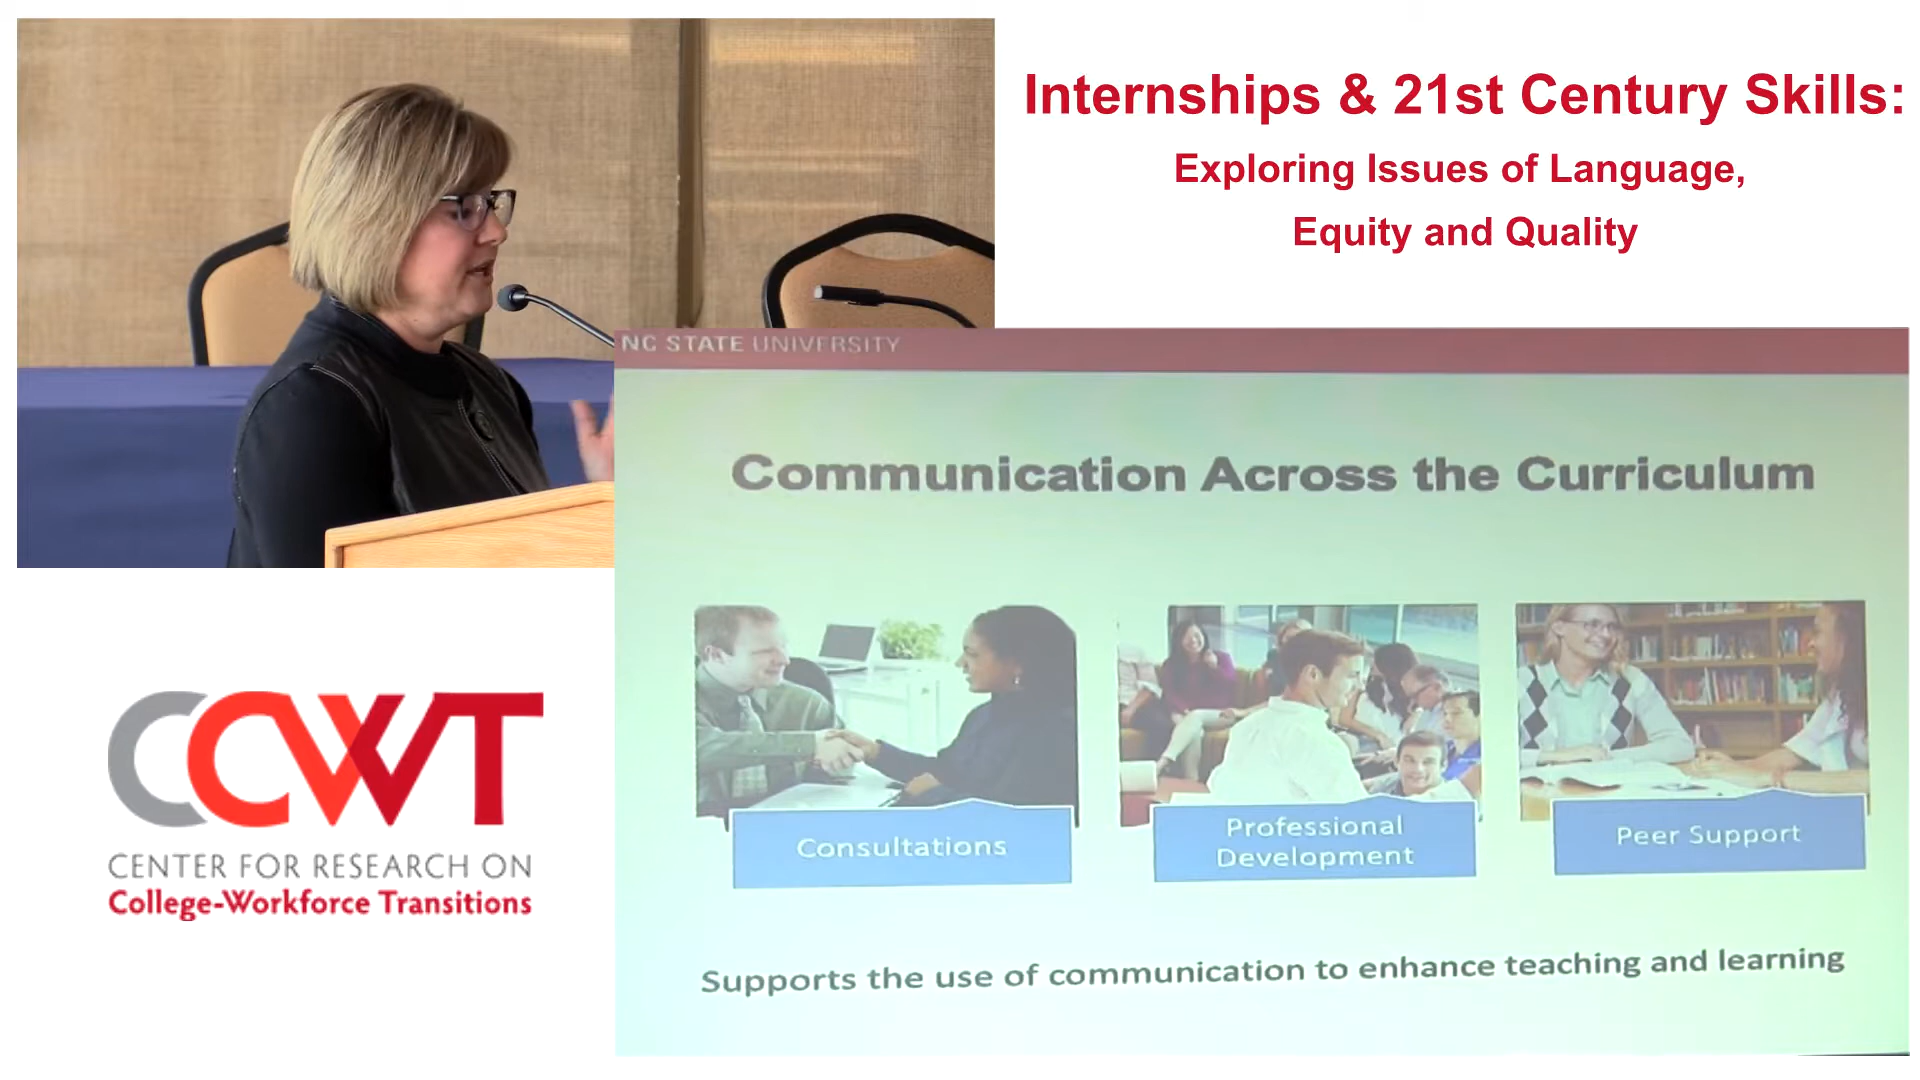 Internships & 21st Century Skills:
Exploring Issues of Language,
Equity and Quality
NC STATE UNIVERSITY
Communication Across the Curriculum
Consultations
Professional
Development
Peer Support
Supports the use of communication to enhance teaching and learning
CCWT
CENTER FOR RESEARCH ON
College-Workforce Transitions